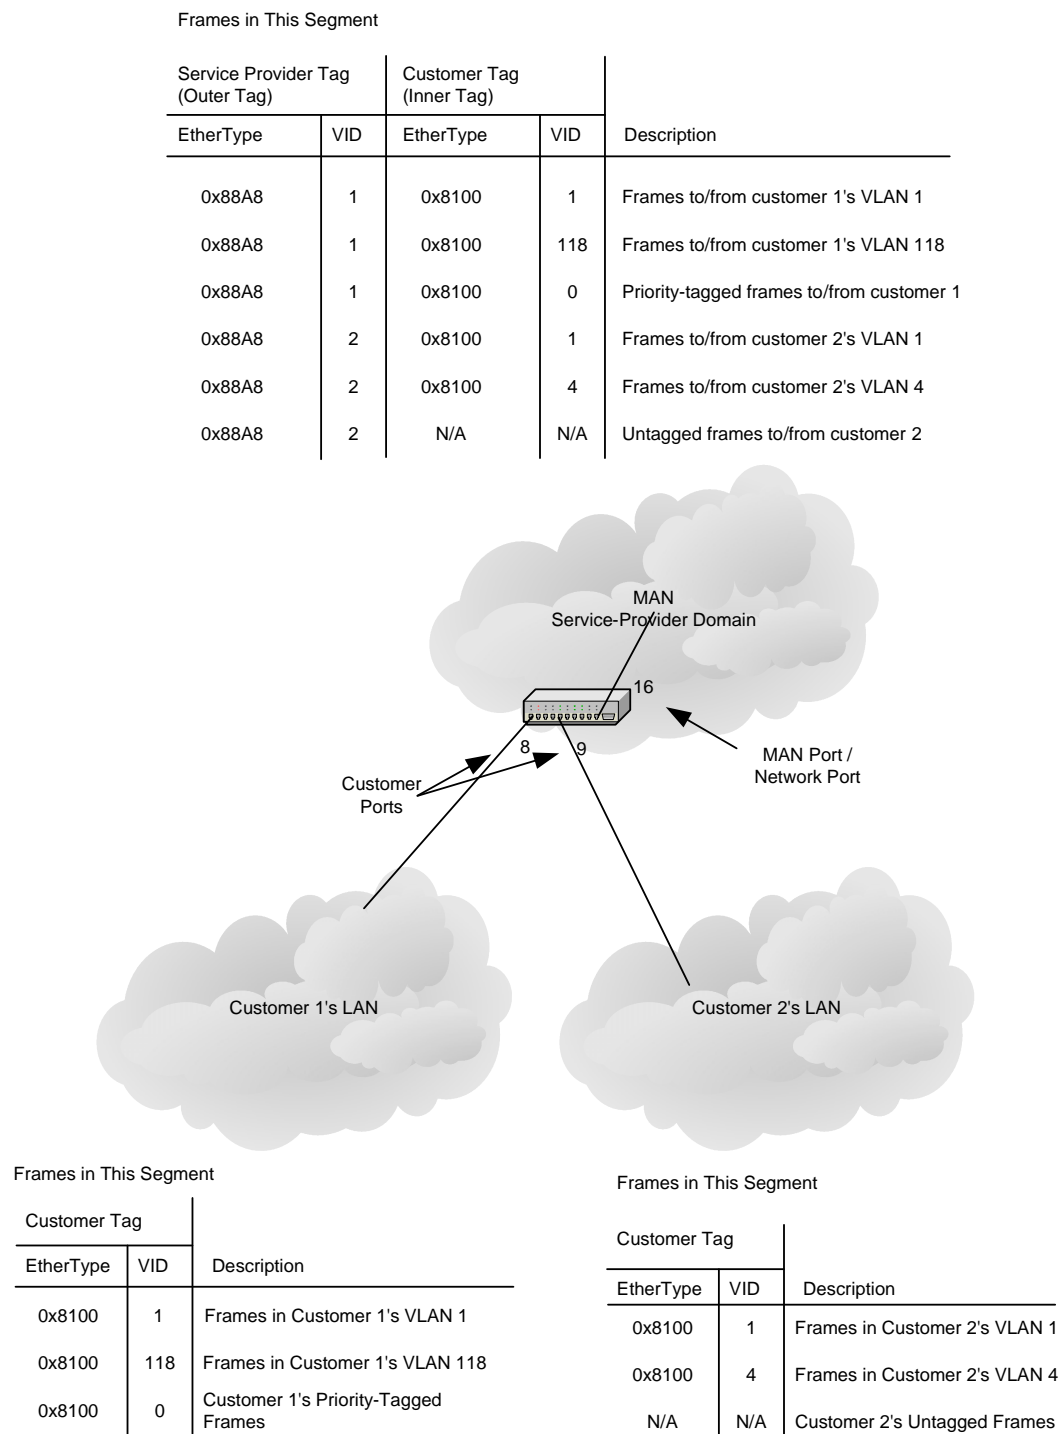 Frames in This Segment
Service Provider Tag
(Outer Tag)
Customer Tag
(Inner Tag)
EtherType VID EtherType VID Description
0x88A8 1 0x8100 1 Frames to/from customer 1's VLAN 1
0x88A8 1 0x8100 118 Frames to/from customer 1's VLAN 118
0x88A8 1 0x8100 0 Priority-tagged frames to/from customer 1
0x88A8 2 0x8100 1 Frames to/from customer 2's VLAN 1
0x88A8 2 0x8100 4 Frames to/from customer 2's VLAN 4
0x88A8 2 N/A N/A Untagged frames to/from customer 2
MAN
Service-Provider Domain
16
8
9
MAN Port /
Network Port
Customer
Ports
Customer 1's LAN
Customer 2's LAN
Frames in This Segment
Customer Tag
EtherType VID Description
0x8100 1 Frames in Customer 1's VLAN 1
0x8100 118 Frames in Customer 1's VLAN 118
0x8100 0 Customer 1's Priority-Tagged
Frames
Frames in This Segment
Customer Tag
EtherType VID Description
0x8100 1 Frames in Customer 2's VLAN 1
0x8100 4 Frames in Customer 2's VLAN 4
N/A N/A Customer 2's Untagged Frames